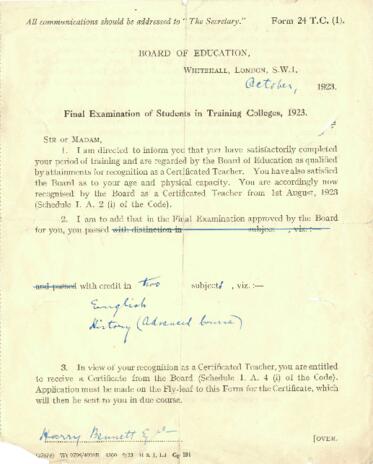 All communications should be addressed to "The Secretary."
Form 24 T.C. (1).
BOARD OF EDUCATION,
WHITEHALL, LONDON, S.W.1,
October, 1923.
Final Examination of Students in Training Colleges, 1923.
SIR OR MADAM,
1. I am directed to inform you that you have satisfactorily completed
your period of training and are regarded by the Board of Education as qualified
by attainments for recognition as a Certificated Teacher. You have also satisfied
the Board as to your age and physical capacity. You are accordingly now
recognised by the Board as a Certificated Teacher from 1st August, 1923
(Schedule I. A. 2 (i) of the Code).
2. I am to add that in the Final Examination approved by the Board
for you, you passed with distinction in subject , viz :—
and passed with credit in two subjects, viz. :—
English
History (Advanced Course)
3. In view of your recognition as a Certificated Teacher, you are entitled
to receive a Certificate from the Board (Schedule I. A. 4 (i) of the Code).
Application must be made on the Fly-leaf to this Form for the Certificate, which
will then be sent to you in due course.
Harry Bennett Esq
[OVER.